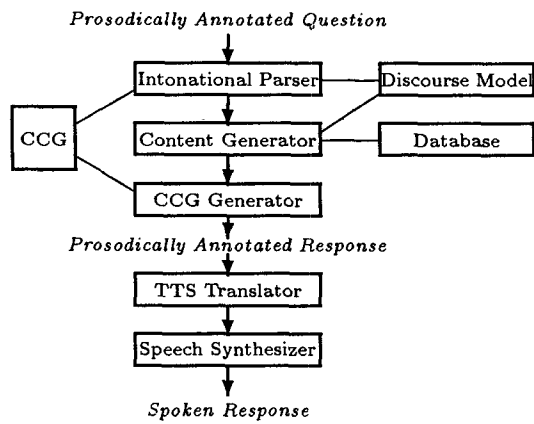 Prosodically Annotated Question
Intonational Parser
Discourse Model
CCG
Content Generator
Database
CCG Generator
Prosodically Annotated Response
TTS Translator
Speech Synthesizer
Spoken Response